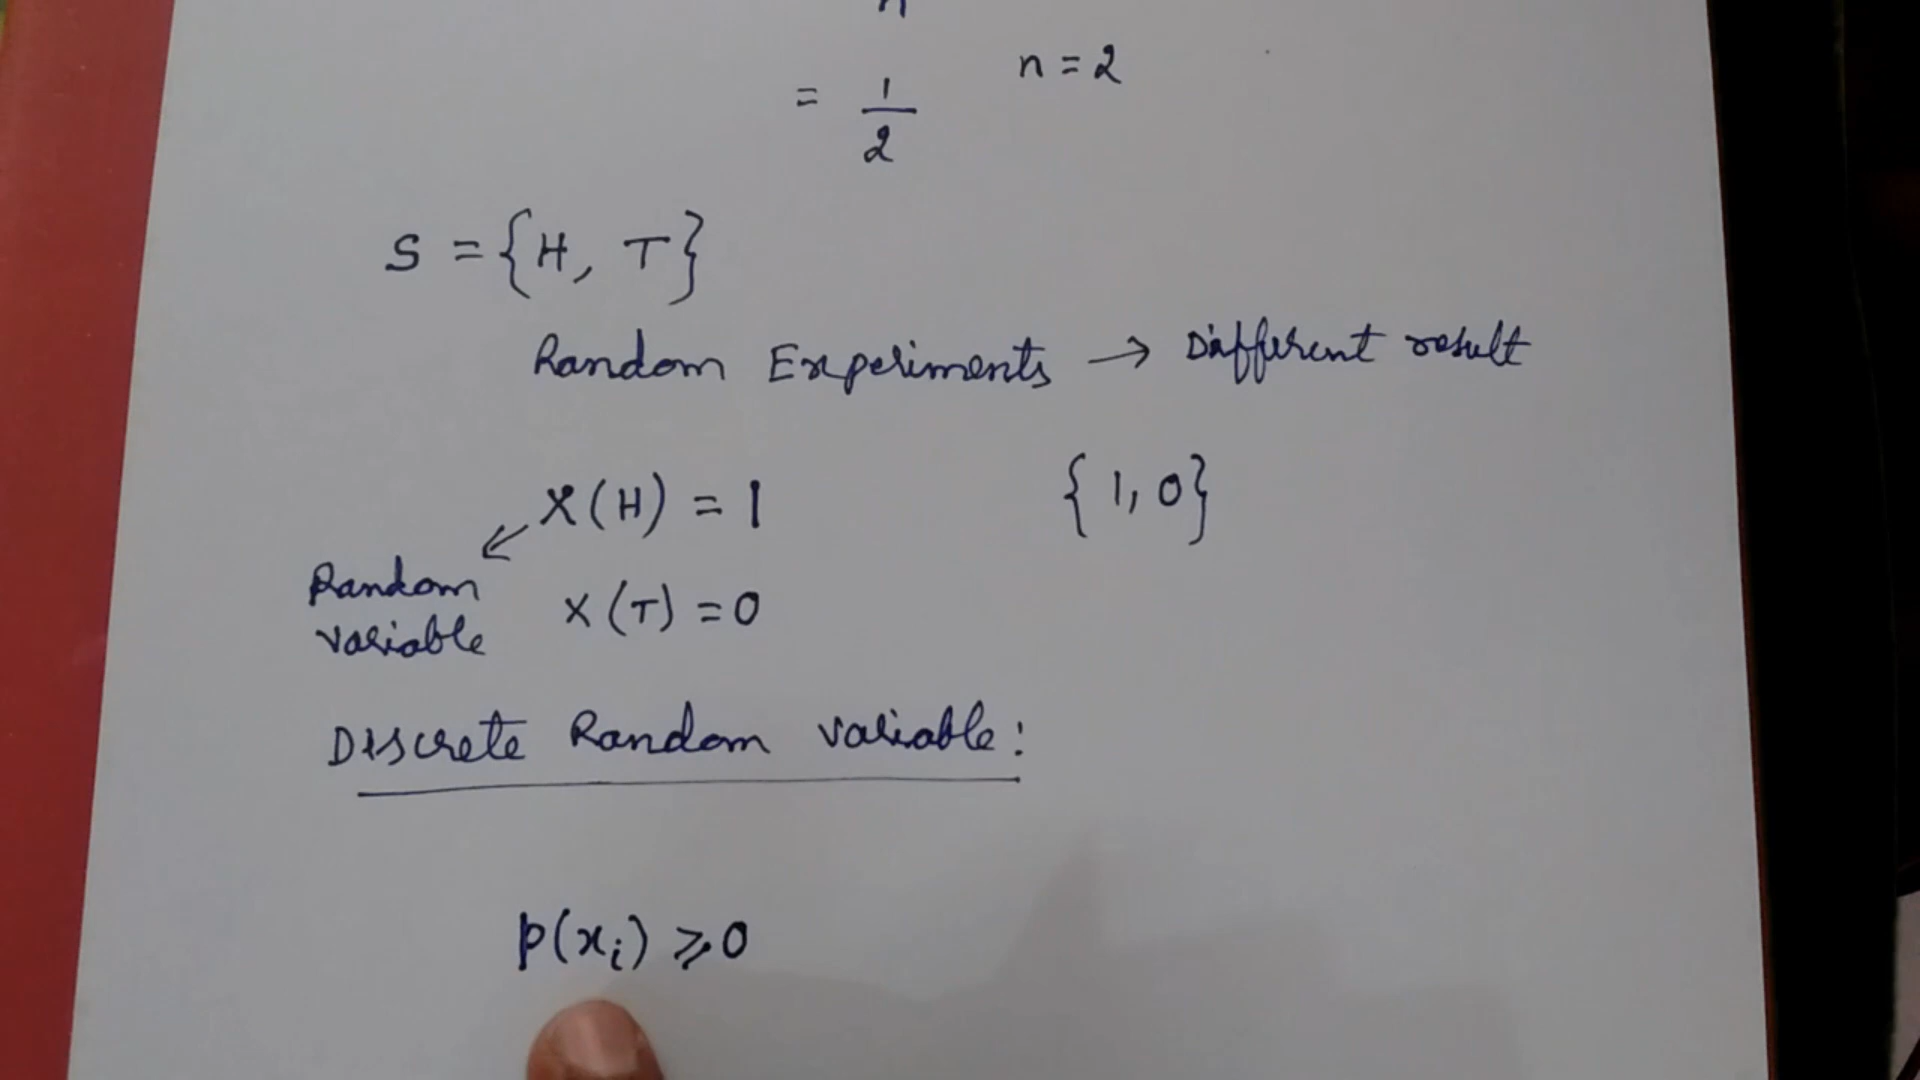 n = 2
= 1/2
S = {H, T}
Random Experiments → Different result
X(H) = 1 {1, 0}
Random variable
X(T) = 0
Discrete Random variable:
p(xi) ⩾ 0